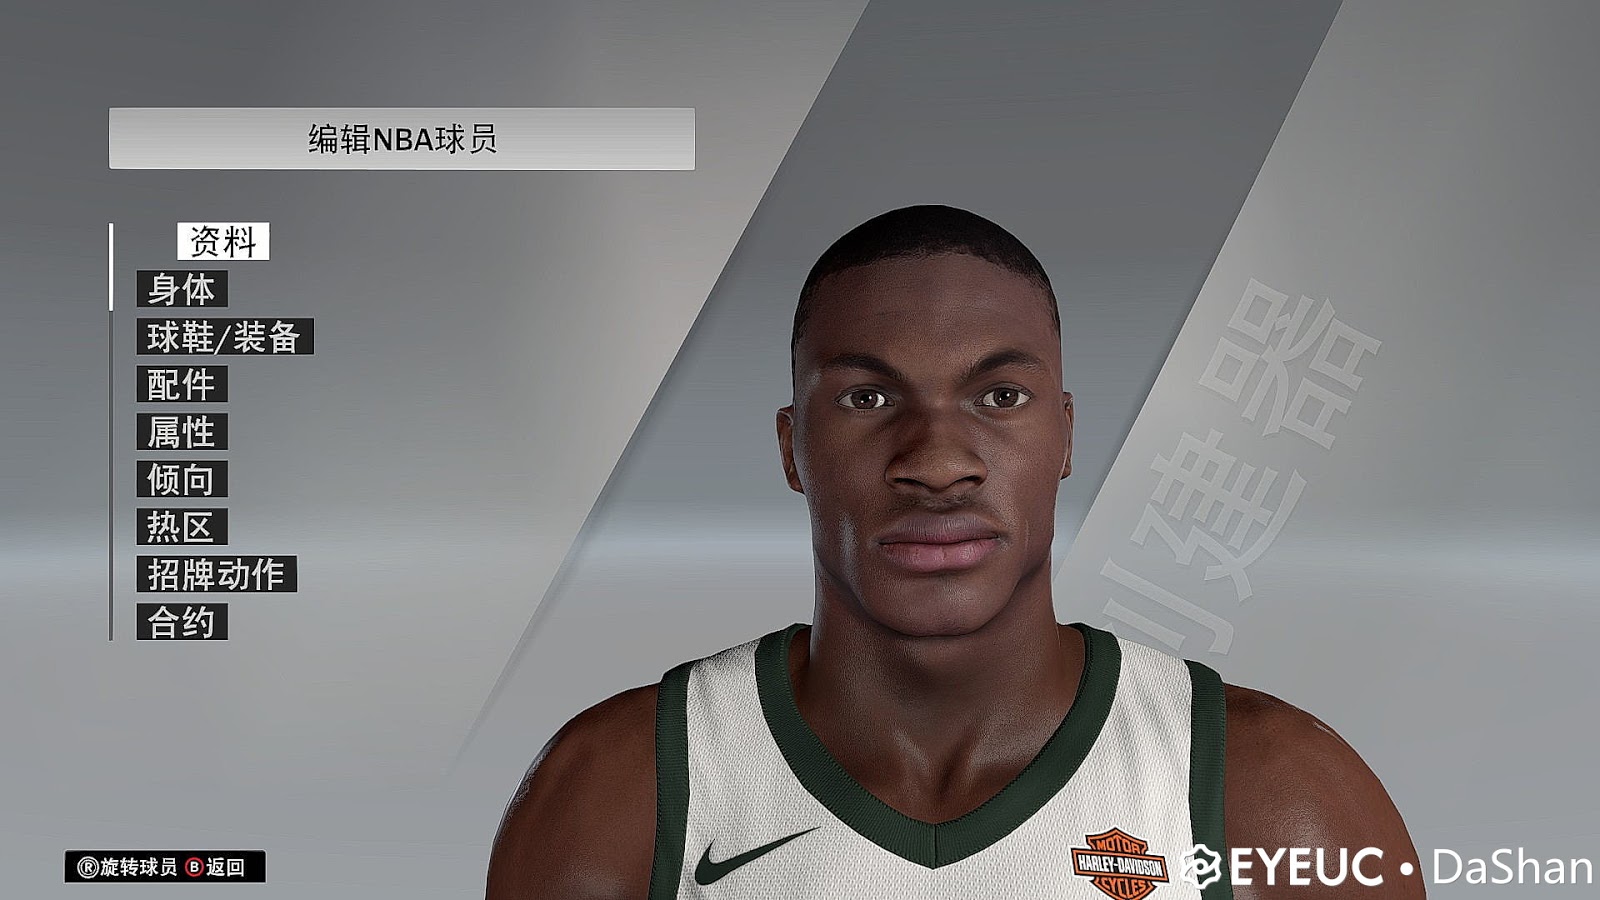 编辑NBA球员
资料
身体
球鞋/装备
配件
属性
倾向
热区
招牌动作
合约
创建器
MOTOR
HARLEY-DAVIDSON
CYCLES
Ⓡ旋转球员 Ⓑ返回
EYEUC • DaShan